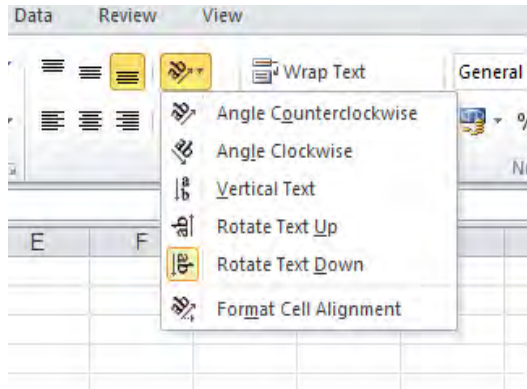 Data Review View
Wrap Text General
Angle Counterclockwise
Angle Clockwise
Vertical Text
Rotate Text Up
Rotate Text Down
Format Cell Alignment
E F